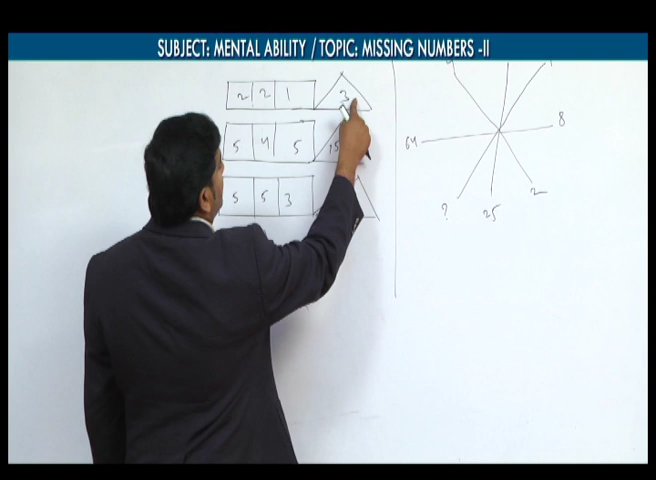 SUBJECT: MENTAL ABILITY / TOPIC: MISSING NUMBERS -II
2 2 1 3
5 4 5 15
5 5 3
64 8
? 25 2